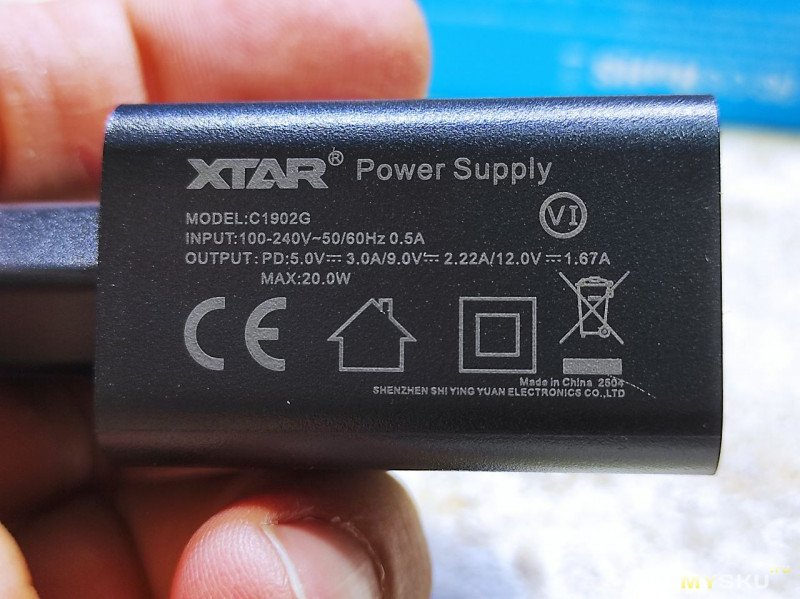 XTAR® Power Supply
VI
MODEL:C1902G
INPUT:100-240V~50/60Hz 0.5A
OUTPUT: PD:5.0V⎓ 3.0A/9.0V⎓ 2.22A/12.0V⎓1.67A
MAX:20.0W
CE
Made in China 2504
SHENZHEN SHI YING YUAN ELECTRONICS CO.,LTD
MYSKU.ru